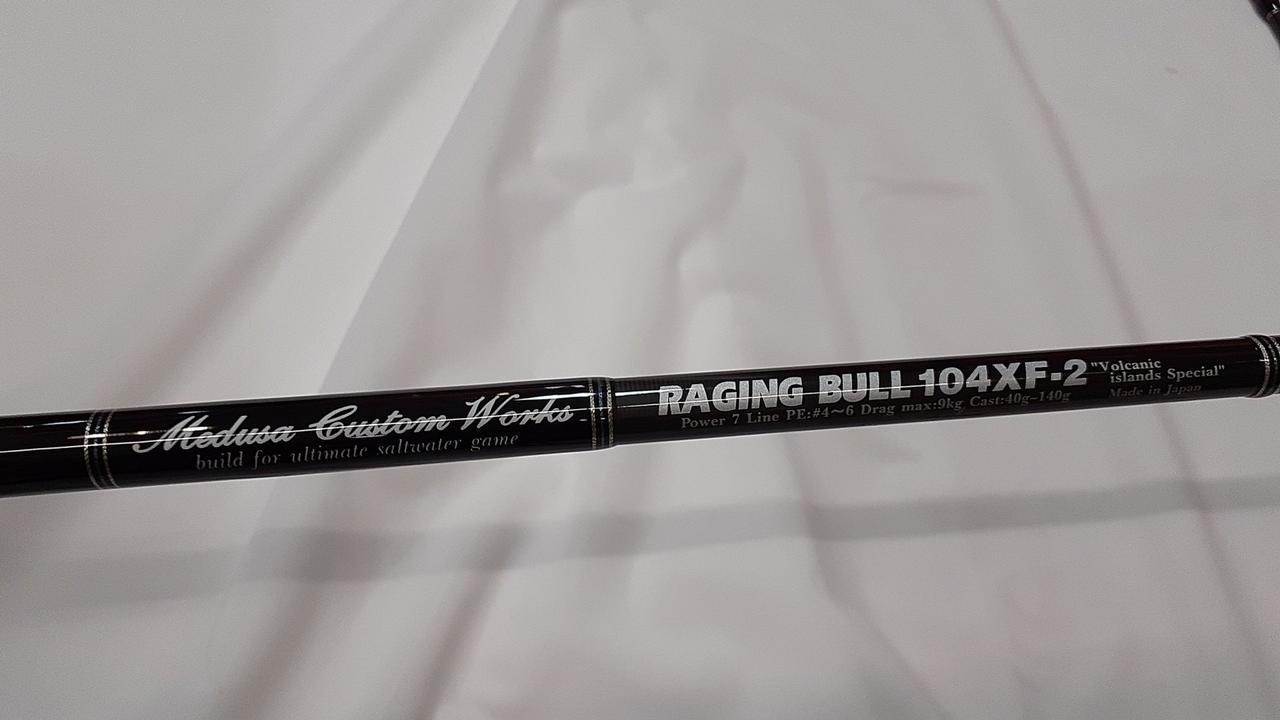 Medusa Custom Works
build for ultimate saltwater game
RAGING BULL 104XF-2
"Volcanic
islands Special"
Power 7 Line PE:#4~6 Drag max:9kg Cast:40g-140g
Made in Japan